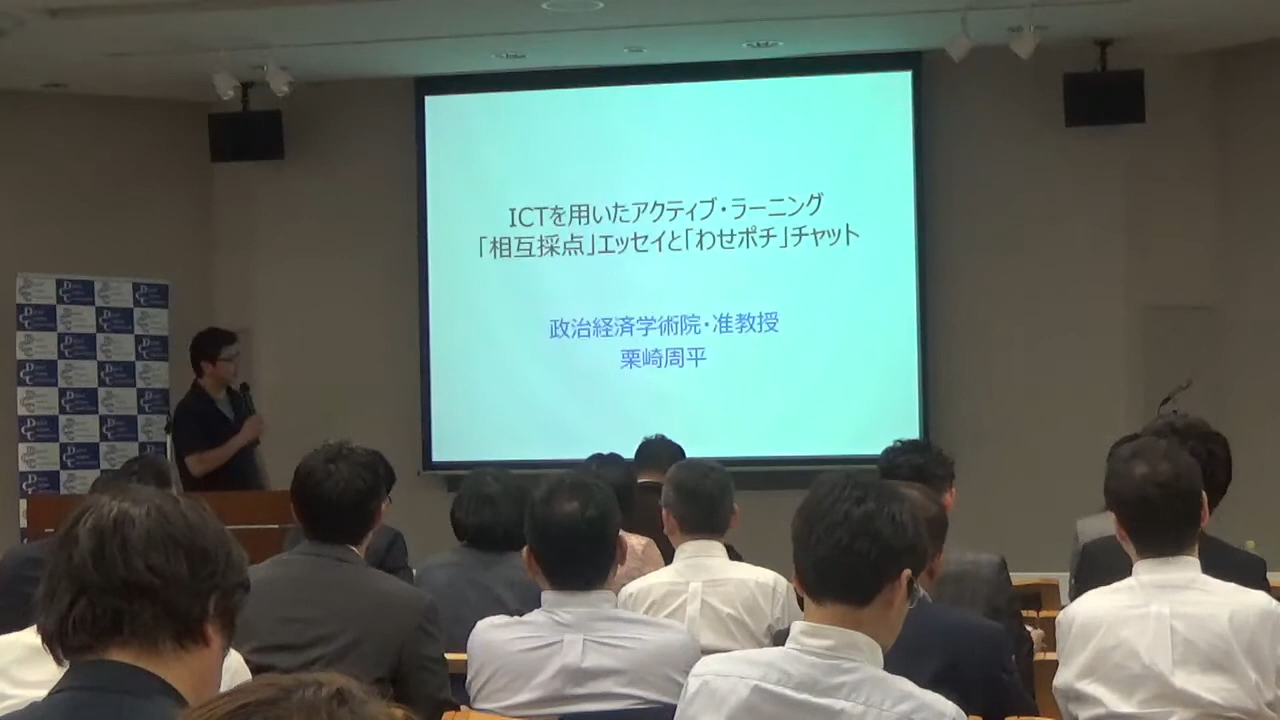 ICTを用いたアクティブ・ラーニング
「相互採点」エッセイと「わせポチ」チャット
政治経済学術院・准教授
栗崎周平